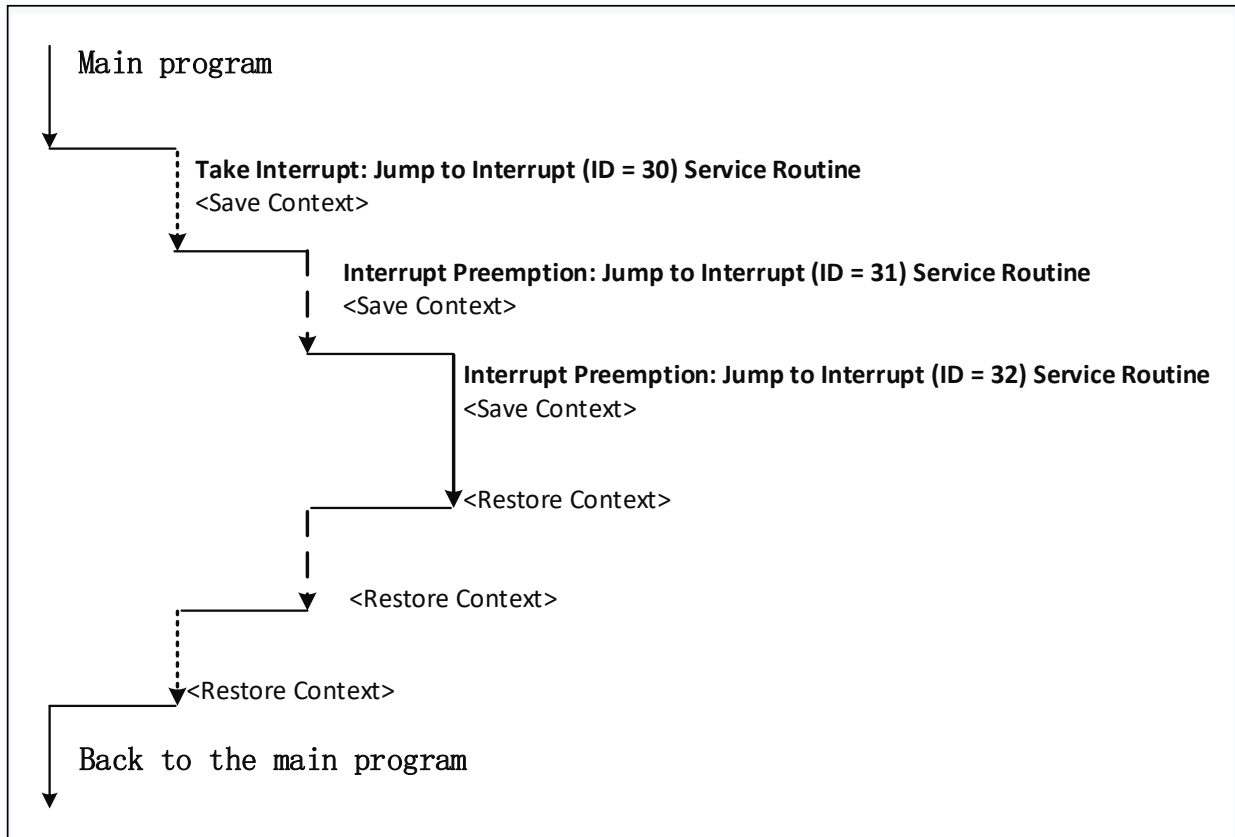 Main program
Take Interrupt: Jump to Interrupt (ID = 30) Service Routine
<Save Context>
Interrupt Preemption: Jump to Interrupt (ID = 31) Service Routine
<Save Context>
Interrupt Preemption: Jump to Interrupt (ID = 32) Service Routine
<Save Context>
<Restore Context>
<Restore Context>
<Restore Context>
Back to the main program